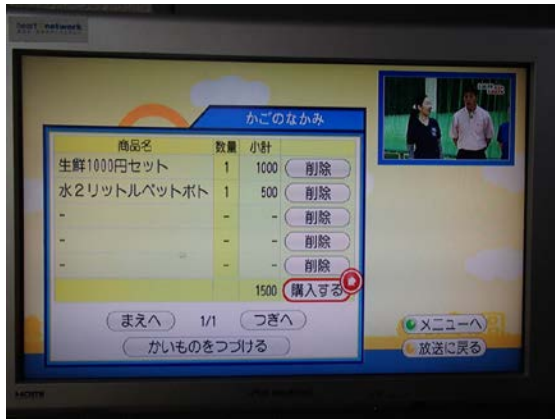 heart network
かごのなかみ
商品名 数量 小計
生鮮1000円セット 1 1000 削除
水2リットルペットボト 1 500 削除
- - - 削除
- - - 削除
- - - 削除
1500 購入する
まえへ 1/1 つぎへ
かいものをつづける
メニューへ
放送に戻る
HDMI